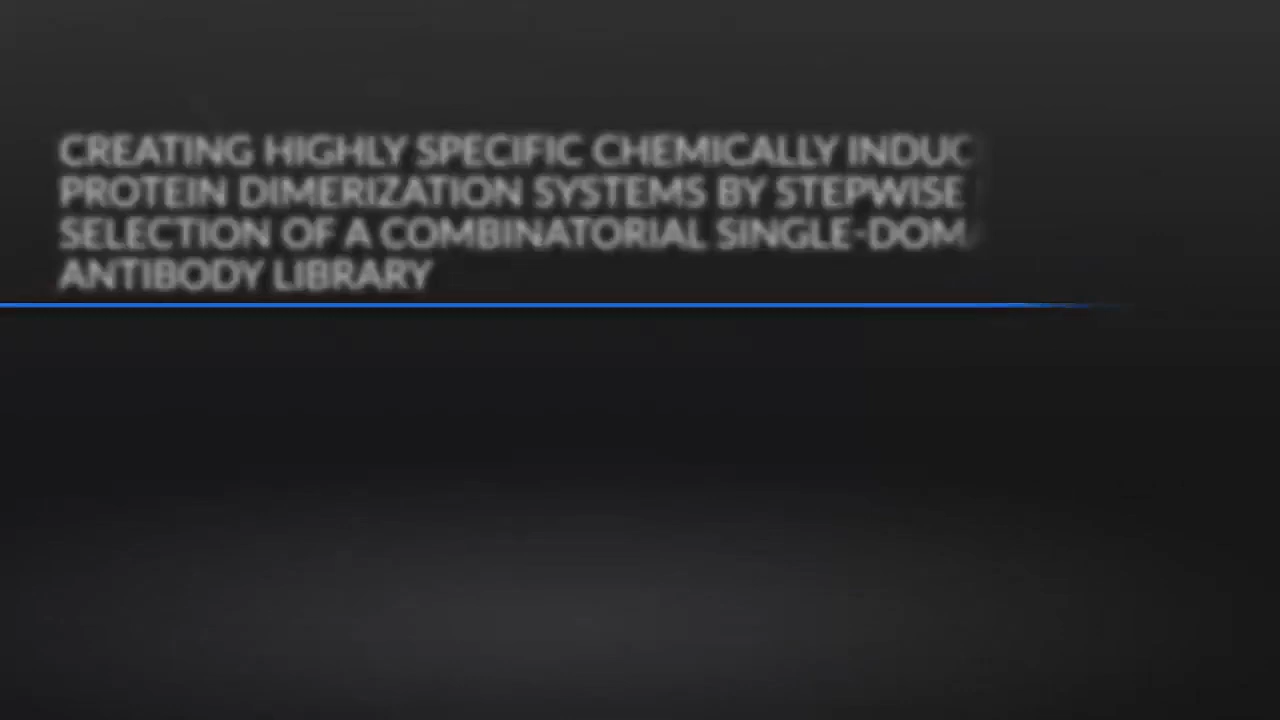 CREATING HIGHLY SPECIFIC CHEMICALLY INDUC
PROTEIN DIMERIZATION SYSTEMS BY STEPWISE
SELECTION OF A COMBINATORIAL SINGLE-DOM
ANTIBODY LIBRARY